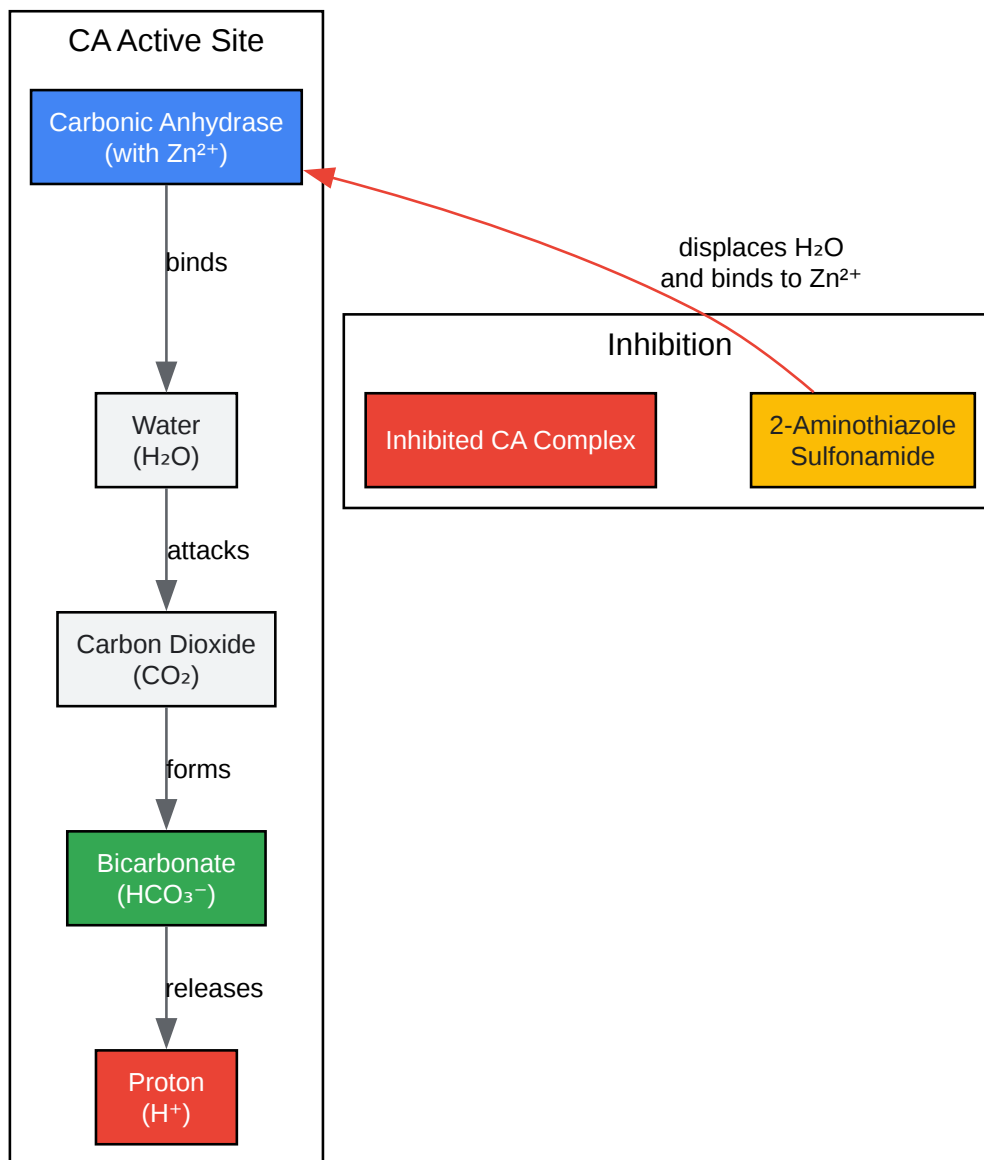 CA Active Site
Carbonic Anhydrase
(with Zn²⁺)
binds
displaces H₂O
and binds to Zn²⁺
Inhibition
Water
(H₂O)
Inhibited CA Complex
2-Aminothiazole
Sulfonamide
attacks
Carbon Dioxide
(CO₂)
forms
Bicarbonate
(HCO₃⁻)
releases
Proton
(H⁺)